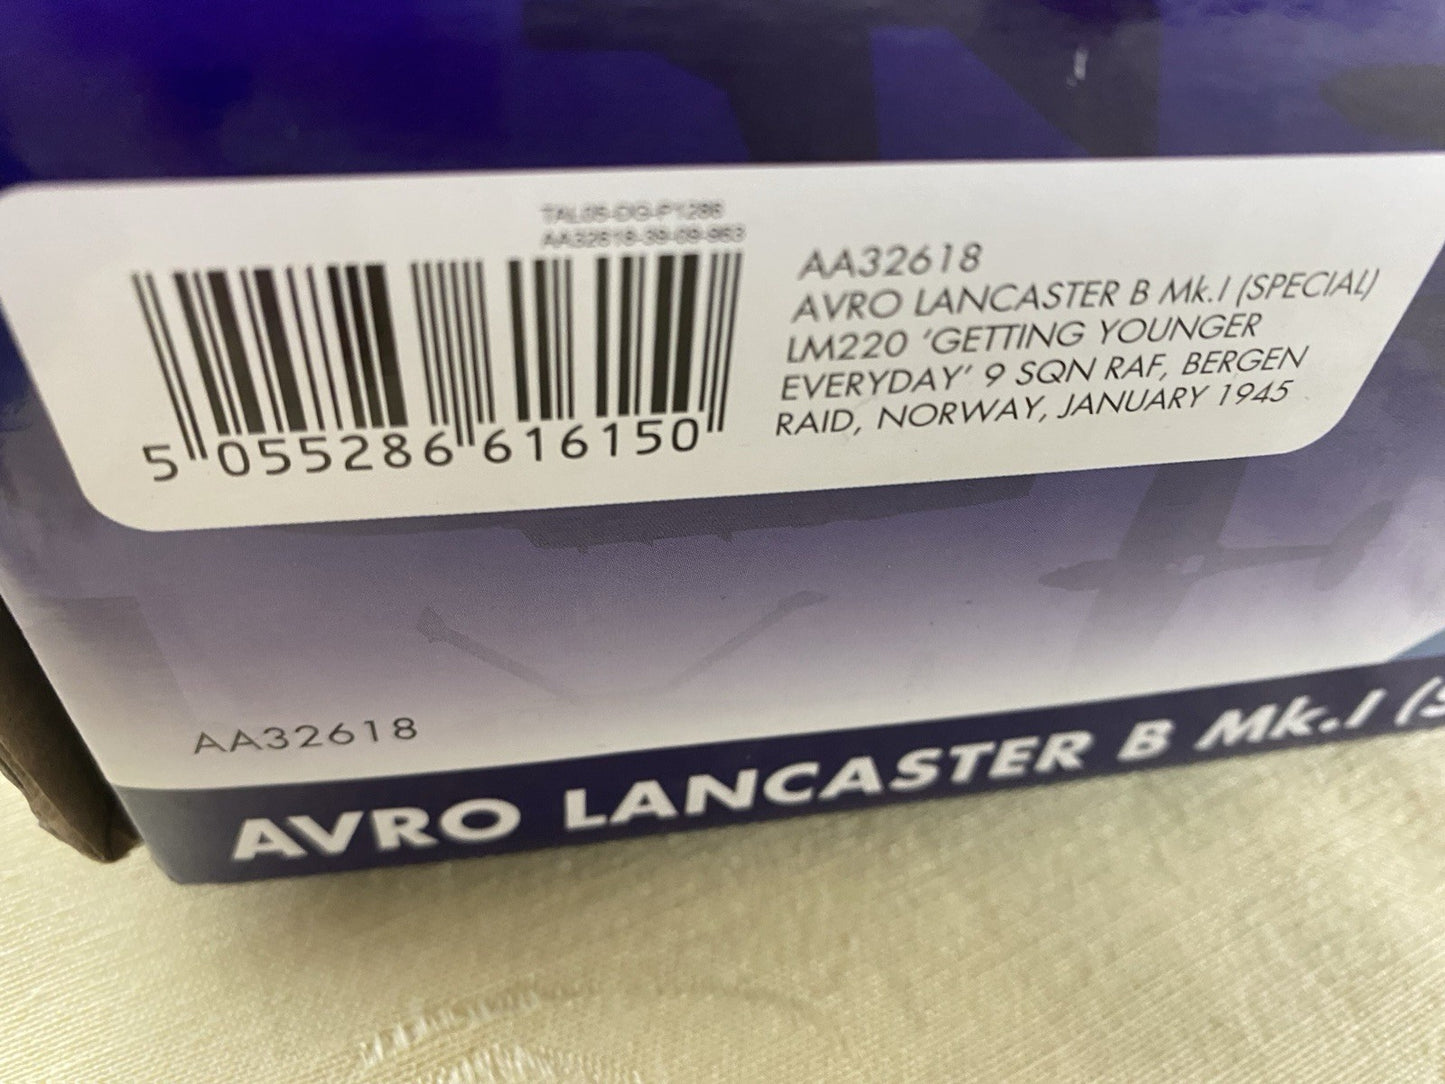 TAL05-DG-P1286
AA32618-39-09-963
5 055286 616150
AA32618
AVRO LANCASTER B Mk.I (SPECIAL)
LM220 'GETTING YOUNGER
EVERYDAY' 9 SQN RAF, BERGEN
RAID, NORWAY, JANUARY 1945
AA32618
AVRO LANCASTER B Mk.I (S